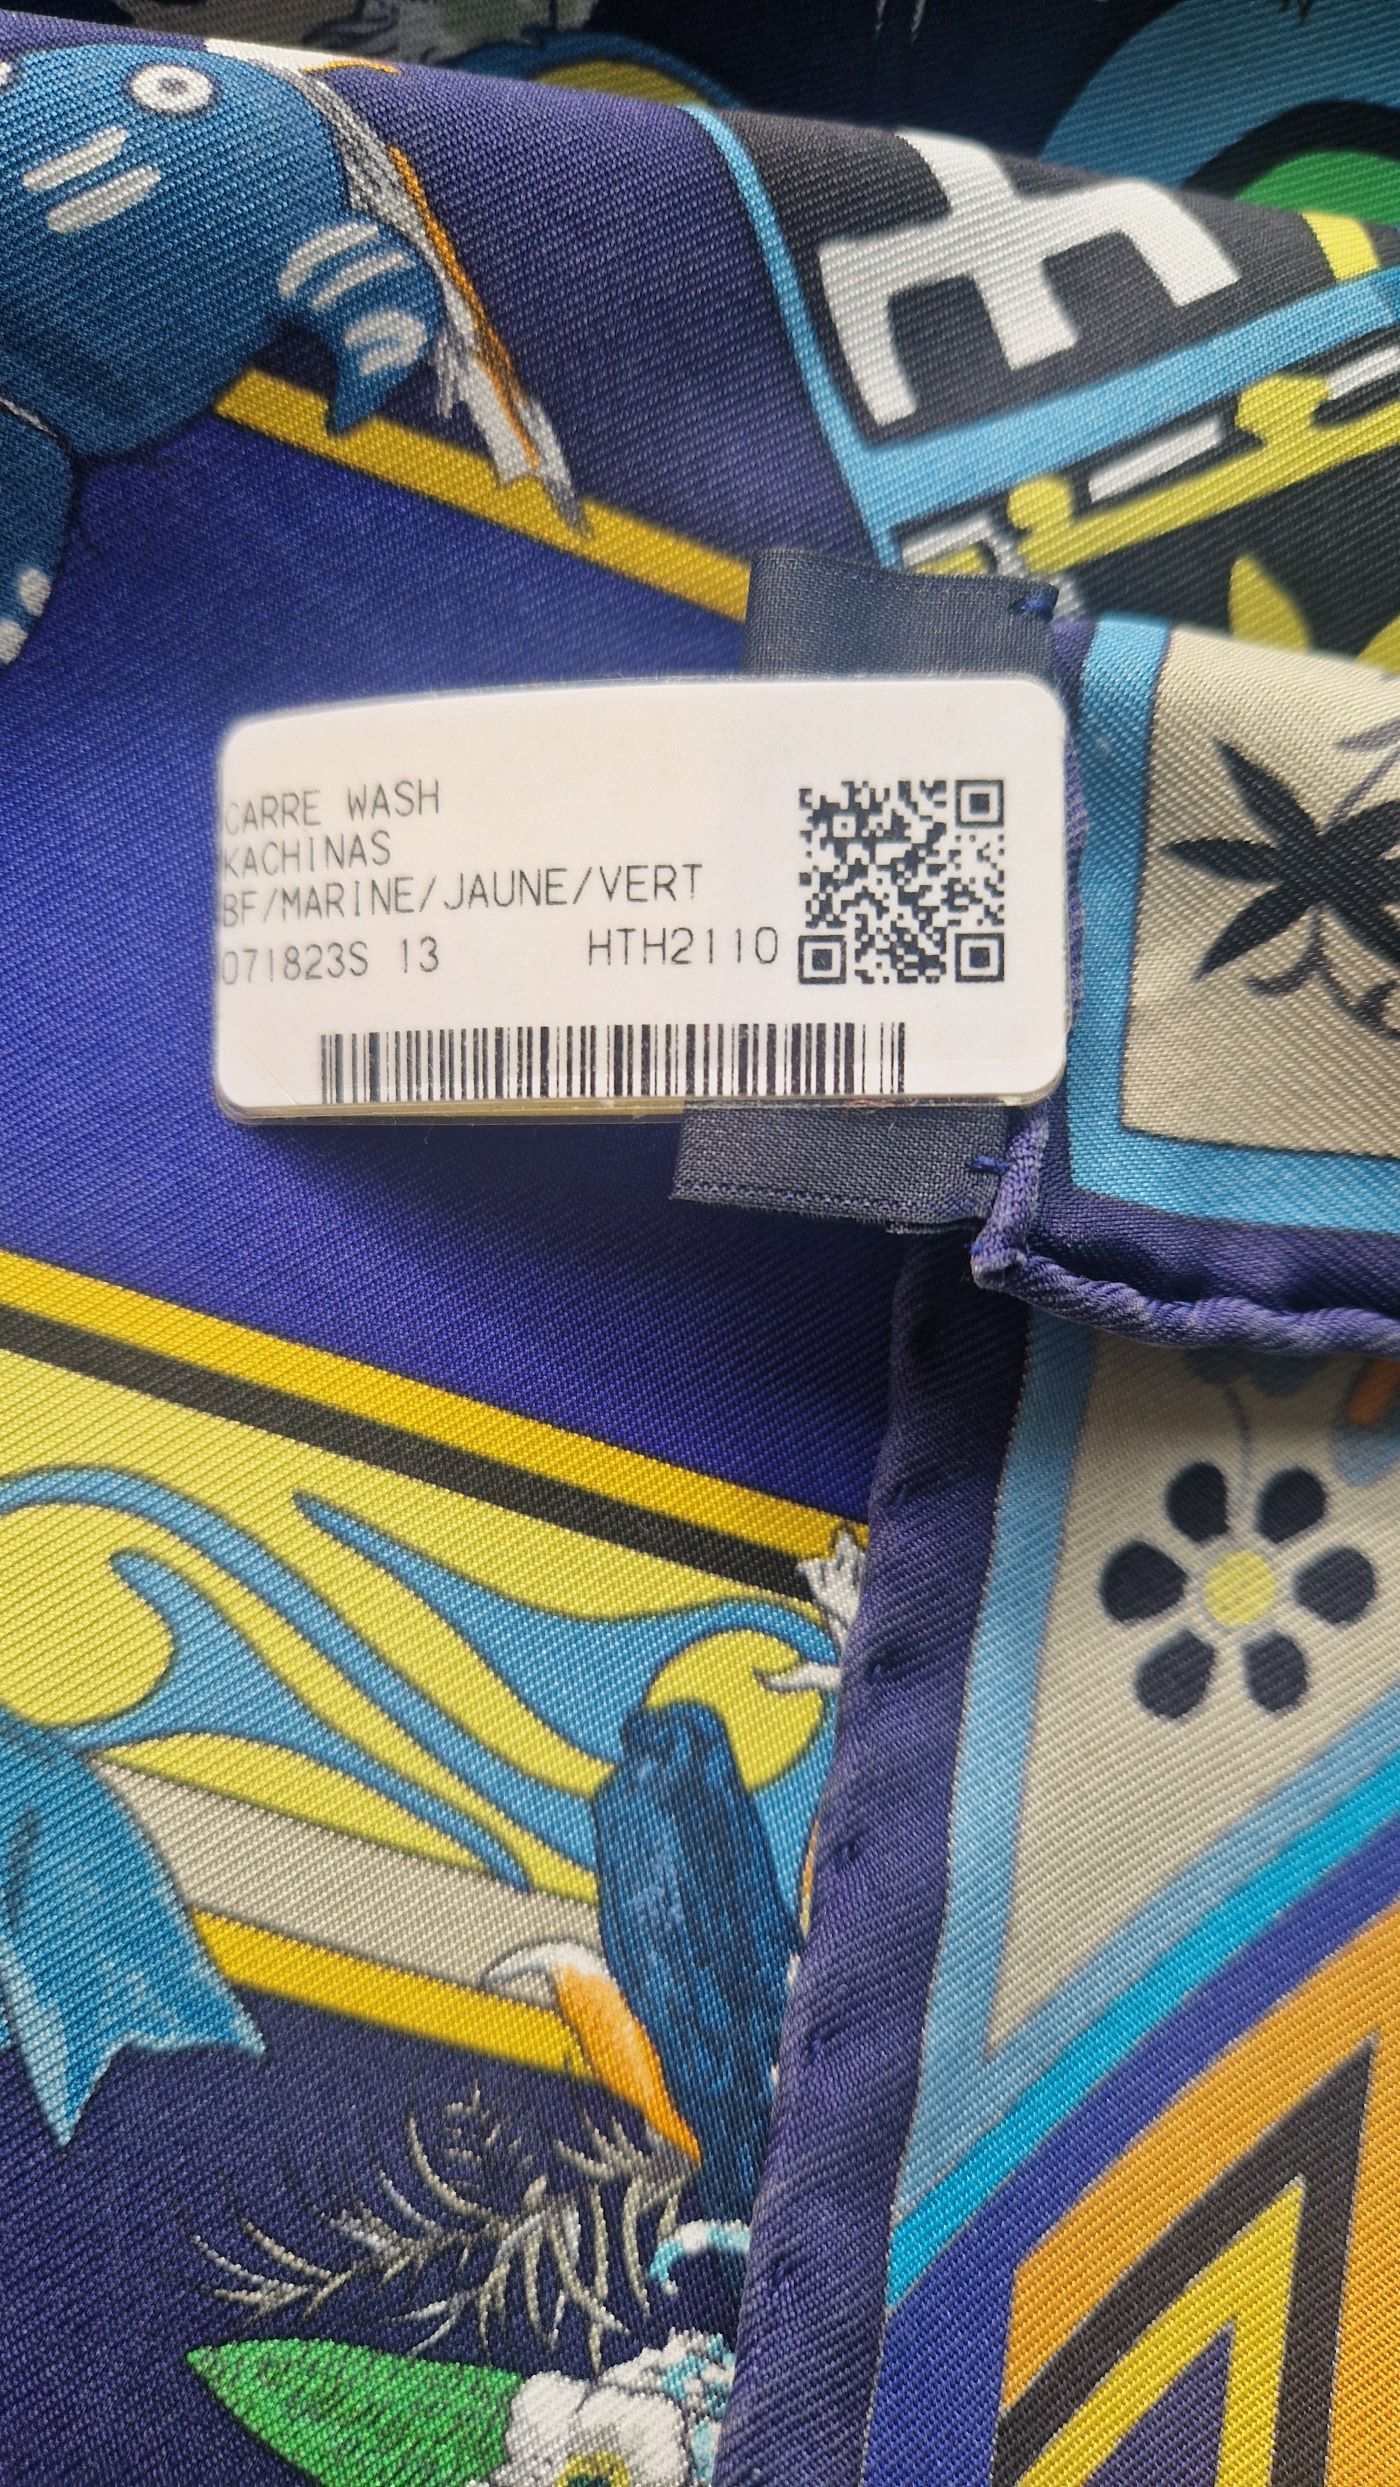 CARRE WASH
KACHINAS
BF/MARINE/JAUNE/VERT
071823S 13 HTH2110